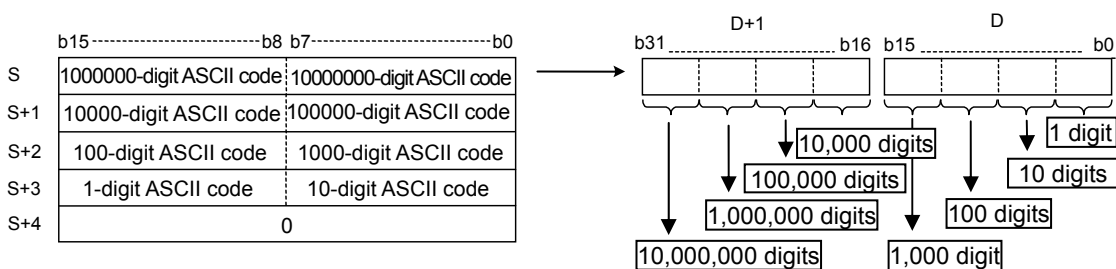 b15 b8 b7 b0
S 1000000-digit ASCII code 10000000-digit ASCII code
S+1 10000-digit ASCII code 100000-digit ASCII code
S+2 100-digit ASCII code 1000-digit ASCII code
S+3 1-digit ASCII code 10-digit ASCII code
S+4 0
D+1 D
b31 b16 b15 b0
1 digit
10,000 digits
10 digits
100,000 digits
1,000,000 digits
100 digits
10,000,000 digits
1,000 digit